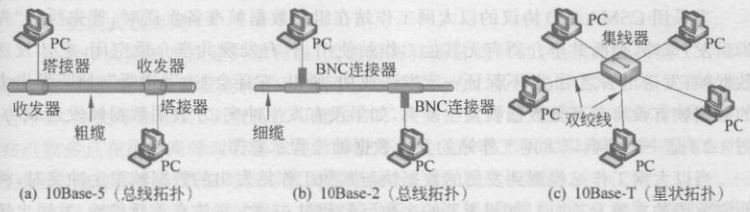 PC
塔接器
收发器
收发器
塔接器
粗缆
PC
(a) 10Base-5（总线拓扑）
PC
BNC连接器
BNC连接器
细缆
PC
(b) 10Base-2（总线拓扑）
集线器
PC
PC
PC
PC
双绞线
PC
(c) 10Base-T（星状拓扑）